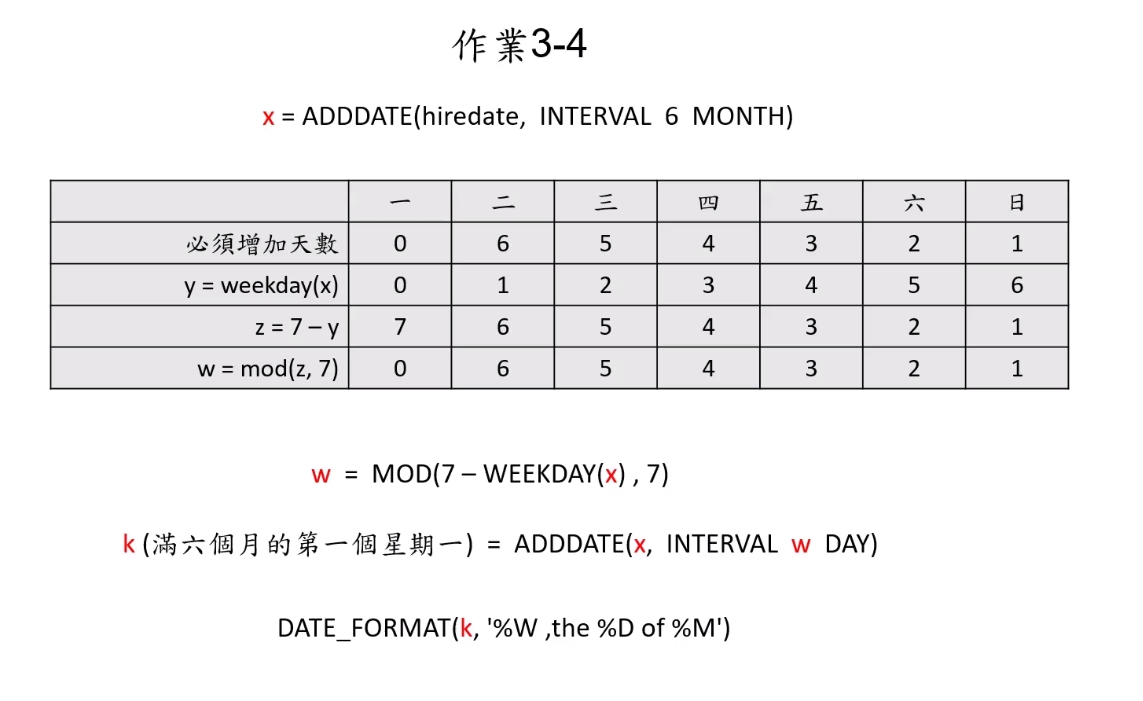 作業3-4
x = ADDDATE(hiredate, INTERVAL 6 MONTH)
一 二 三 四 五 六 日
必須增加天數 0 6 5 4 3 2 1
y = weekday(x) 0 1 2 3 4 5 6
z = 7 – y 7 6 5 4 3 2 1
w = mod(z, 7) 0 6 5 4 3 2 1
w = MOD(7 – WEEKDAY(x) , 7)
k (滿六個月的第一個星期一) = ADDDATE(x, INTERVAL w DAY)
DATE_FORMAT(k, '%W ,the %D of %M')